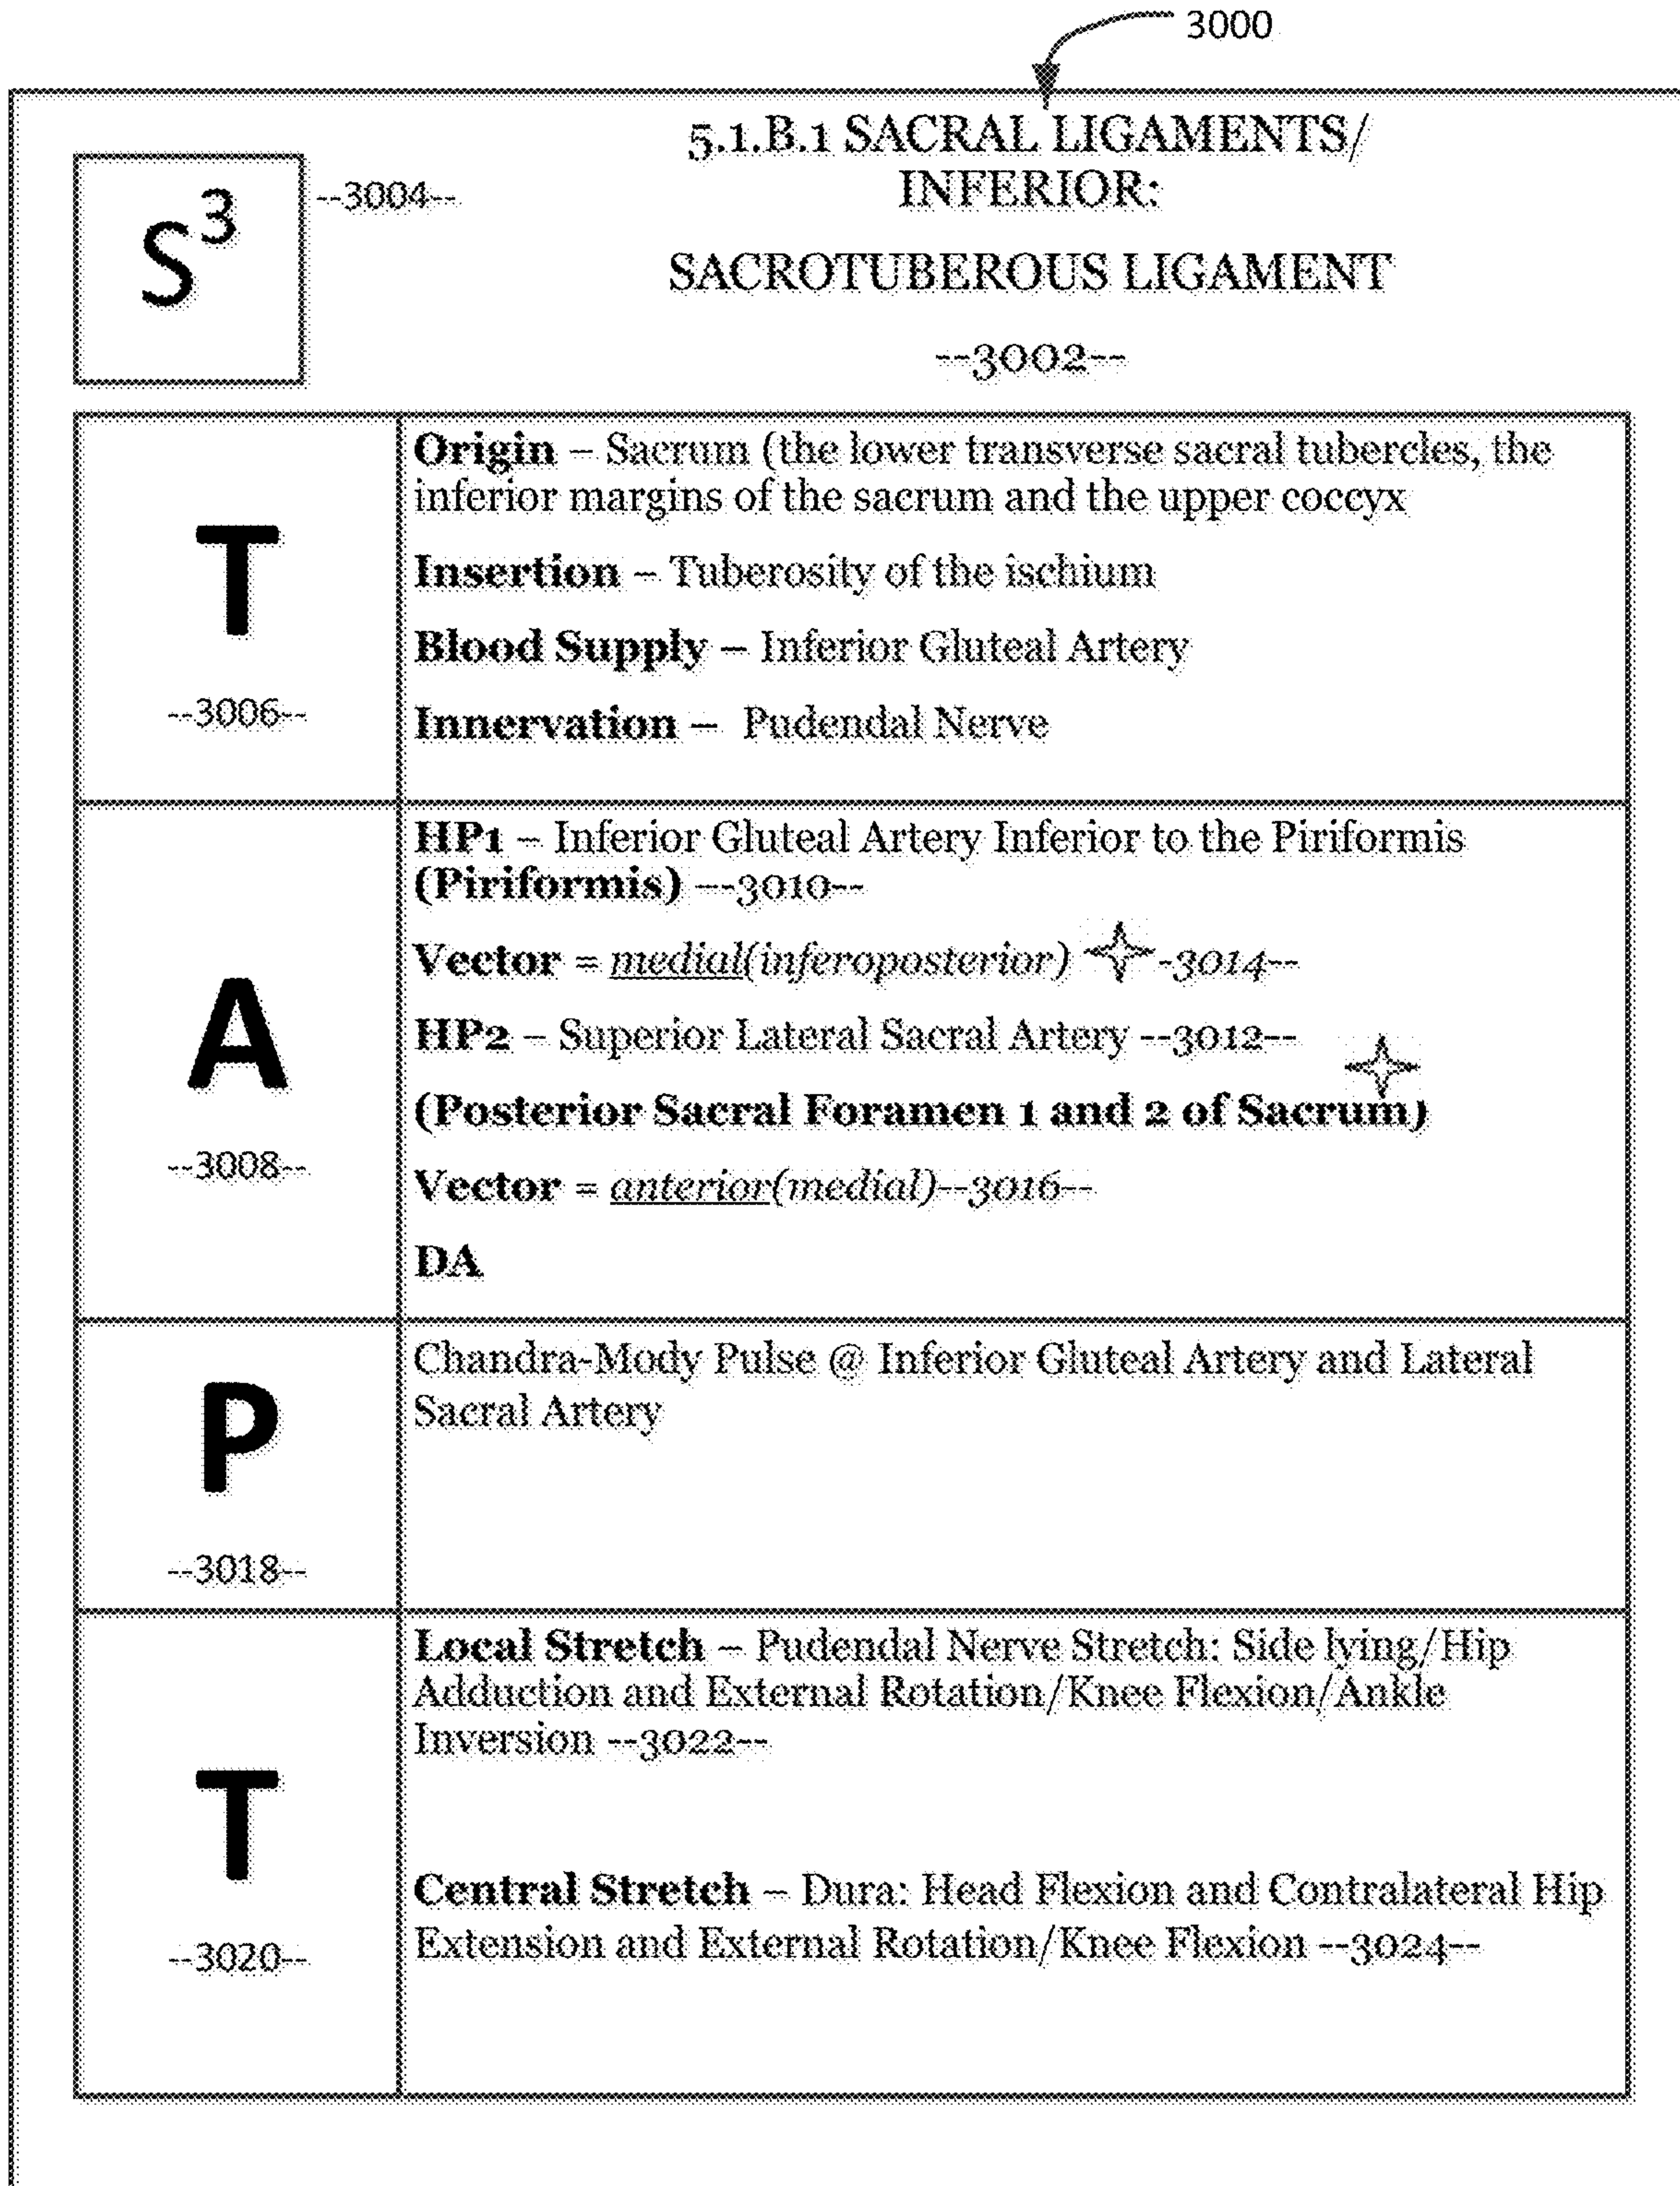 3000
5.1.B.1 SACRAL LIGAMENTS/
INFERIOR:
SACROTUBEROUS LIGAMENT
--3002--
S³
--3004--
T
--3006--
Origin – Sacrum (the lower transverse sacral tubercles, the
inferior margins of the sacrum and the upper coccyx
Insertion – Tuberosity of the ischium
Blood Supply – Inferior Gluteal Artery
Innervation – Pudendal Nerve
A
--3008--
HP1 – Inferior Gluteal Artery Inferior to the Piriformis
(Piriformis) –-3010--
Vector = medial(inferoposterior) -3014--
HP2 – Superior Lateral Sacral Artery --3012--
(Posterior Sacral Foramen 1 and 2 of Sacrum)
Vector = anterior(medial)--3016--
DA
P
--3018--
Chandra-Mody Pulse @ Inferior Gluteal Artery and Lateral
Sacral Artery
T
--3020--
Local Stretch – Pudendal Nerve Stretch: Side lying/Hip
Adduction and External Rotation/Knee Flexion/Ankle
Inversion --3022--
Central Stretch – Dura: Head Flexion and Contralateral Hip
Extension and External Rotation/Knee Flexion --3024--